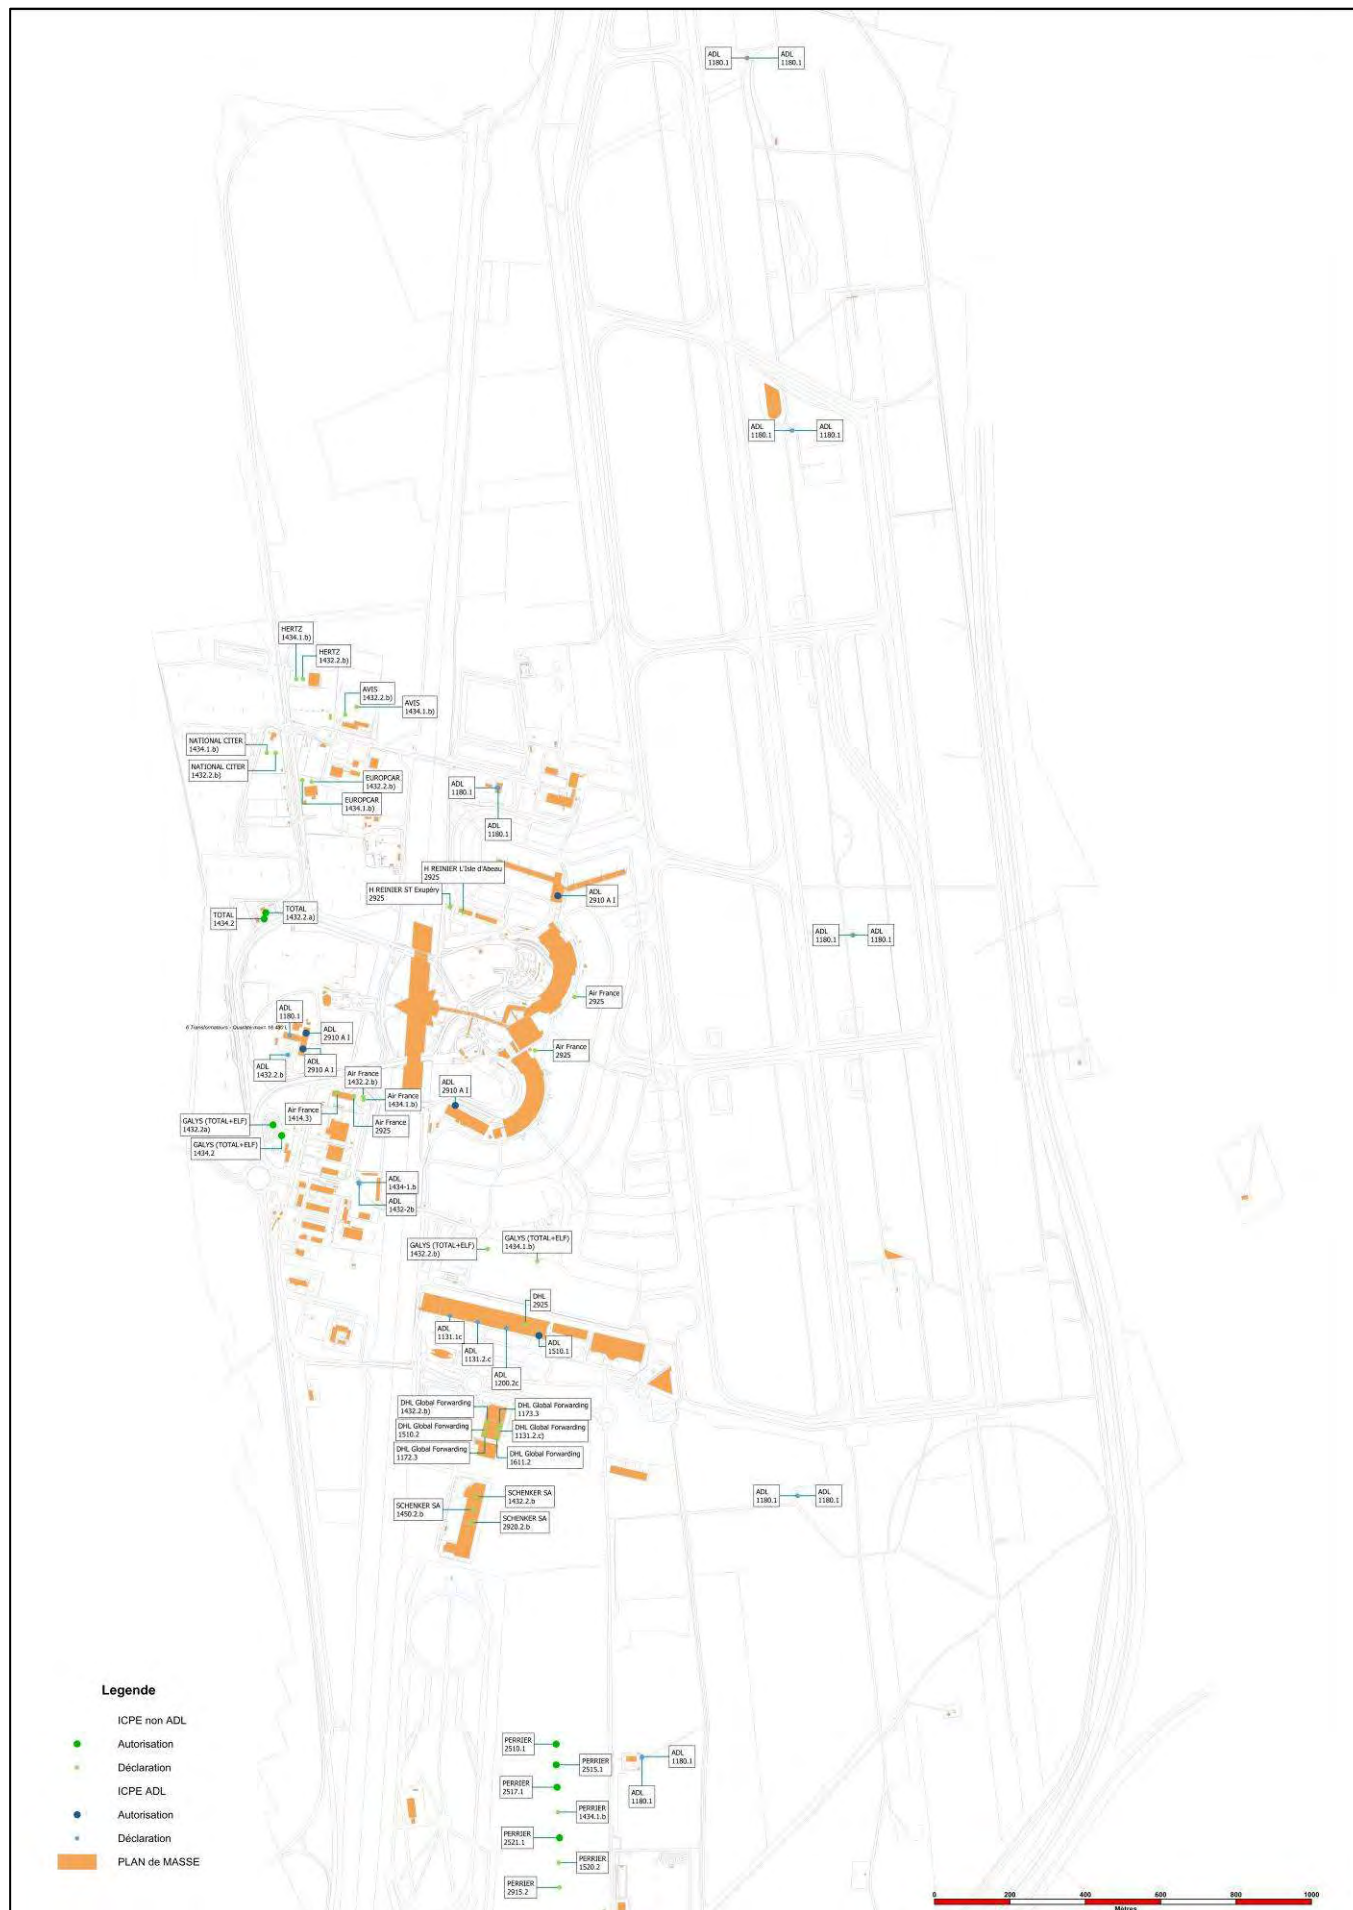 ADL
1180.1
ADL
1180.1
ADL
1180.1
ADL
1180.1
HERTZ
1434.1.b)
HERTZ
1432.2.b)
AVIS
1432.2.b)
AVIS
1434.1.b)
NATIONAL CITER
1434.1.b)
NATIONAL CITER
1432.2.b)
EUROPCAR
1432.2.b)
EUROPCAR
1434.1.b)
ADL
1180.1
ADL
1180.1
H REINIER L'Isle d'Abeau
2925
H REINIER ST Exupéry
2925
ADL
2910 A I
TOTAL
1432.2.a)
TOTAL
1434.2
ADL
1180.1
ADL
1180.1
Air France
2925
ADL
1180.1
6 Transformateurs - Quantité
ADL
2910 A I
ADL
2910 A I
ADL
1432.2.b
Air France
2925
Air France
1432.2.b)
Air France
1434.1.b)
ADL
2910 A I
Air France
1414.3)
Air France
2925
GALYS (TOTAL+ELF)
1432.2a)
GALYS (TOTAL+ELF)
1434.2
ADL
1434-1.b
ADL
1432-2b
GALYS (TOTAL+ELF)
1432.2.b)
GALYS (TOTAL+ELF)
1434.1.b)
DHL
2925
ADL
1131.1c
ADL
1131.2.c
ADL
1510.1
ADL
1200.2c
DHL Global Forwarding
1432.2.b)
DHL Global Forwarding
1173.3
DHL Global Forwarding
1510.2
DHL Global Forwarding
1131.2.c)
DHL Global Forwarding
1172.3
DHL Global Forwarding
1611.2
SCHENKER SA
1432.2.b
SCHENKER SA
1450.2.b
SCHENKER SA
2920.2.b
ADL
1180.1
ADL
1180.1
Legende
ICPE non ADL
Autorisation
Déclaration
ICPE ADL
Autorisation
Déclaration
PLAN de MASSE
PERRIER
2510.1
PERRIER
2515.1
PERRIER
2517.1
PERRIER
1434.1.b
PERRIER
2521.1
PERRIER
1520.2
PERRIER
2915.2
ADL
1180.1
ADL
1180.1
0 200 400 600 800 1000
Mètres